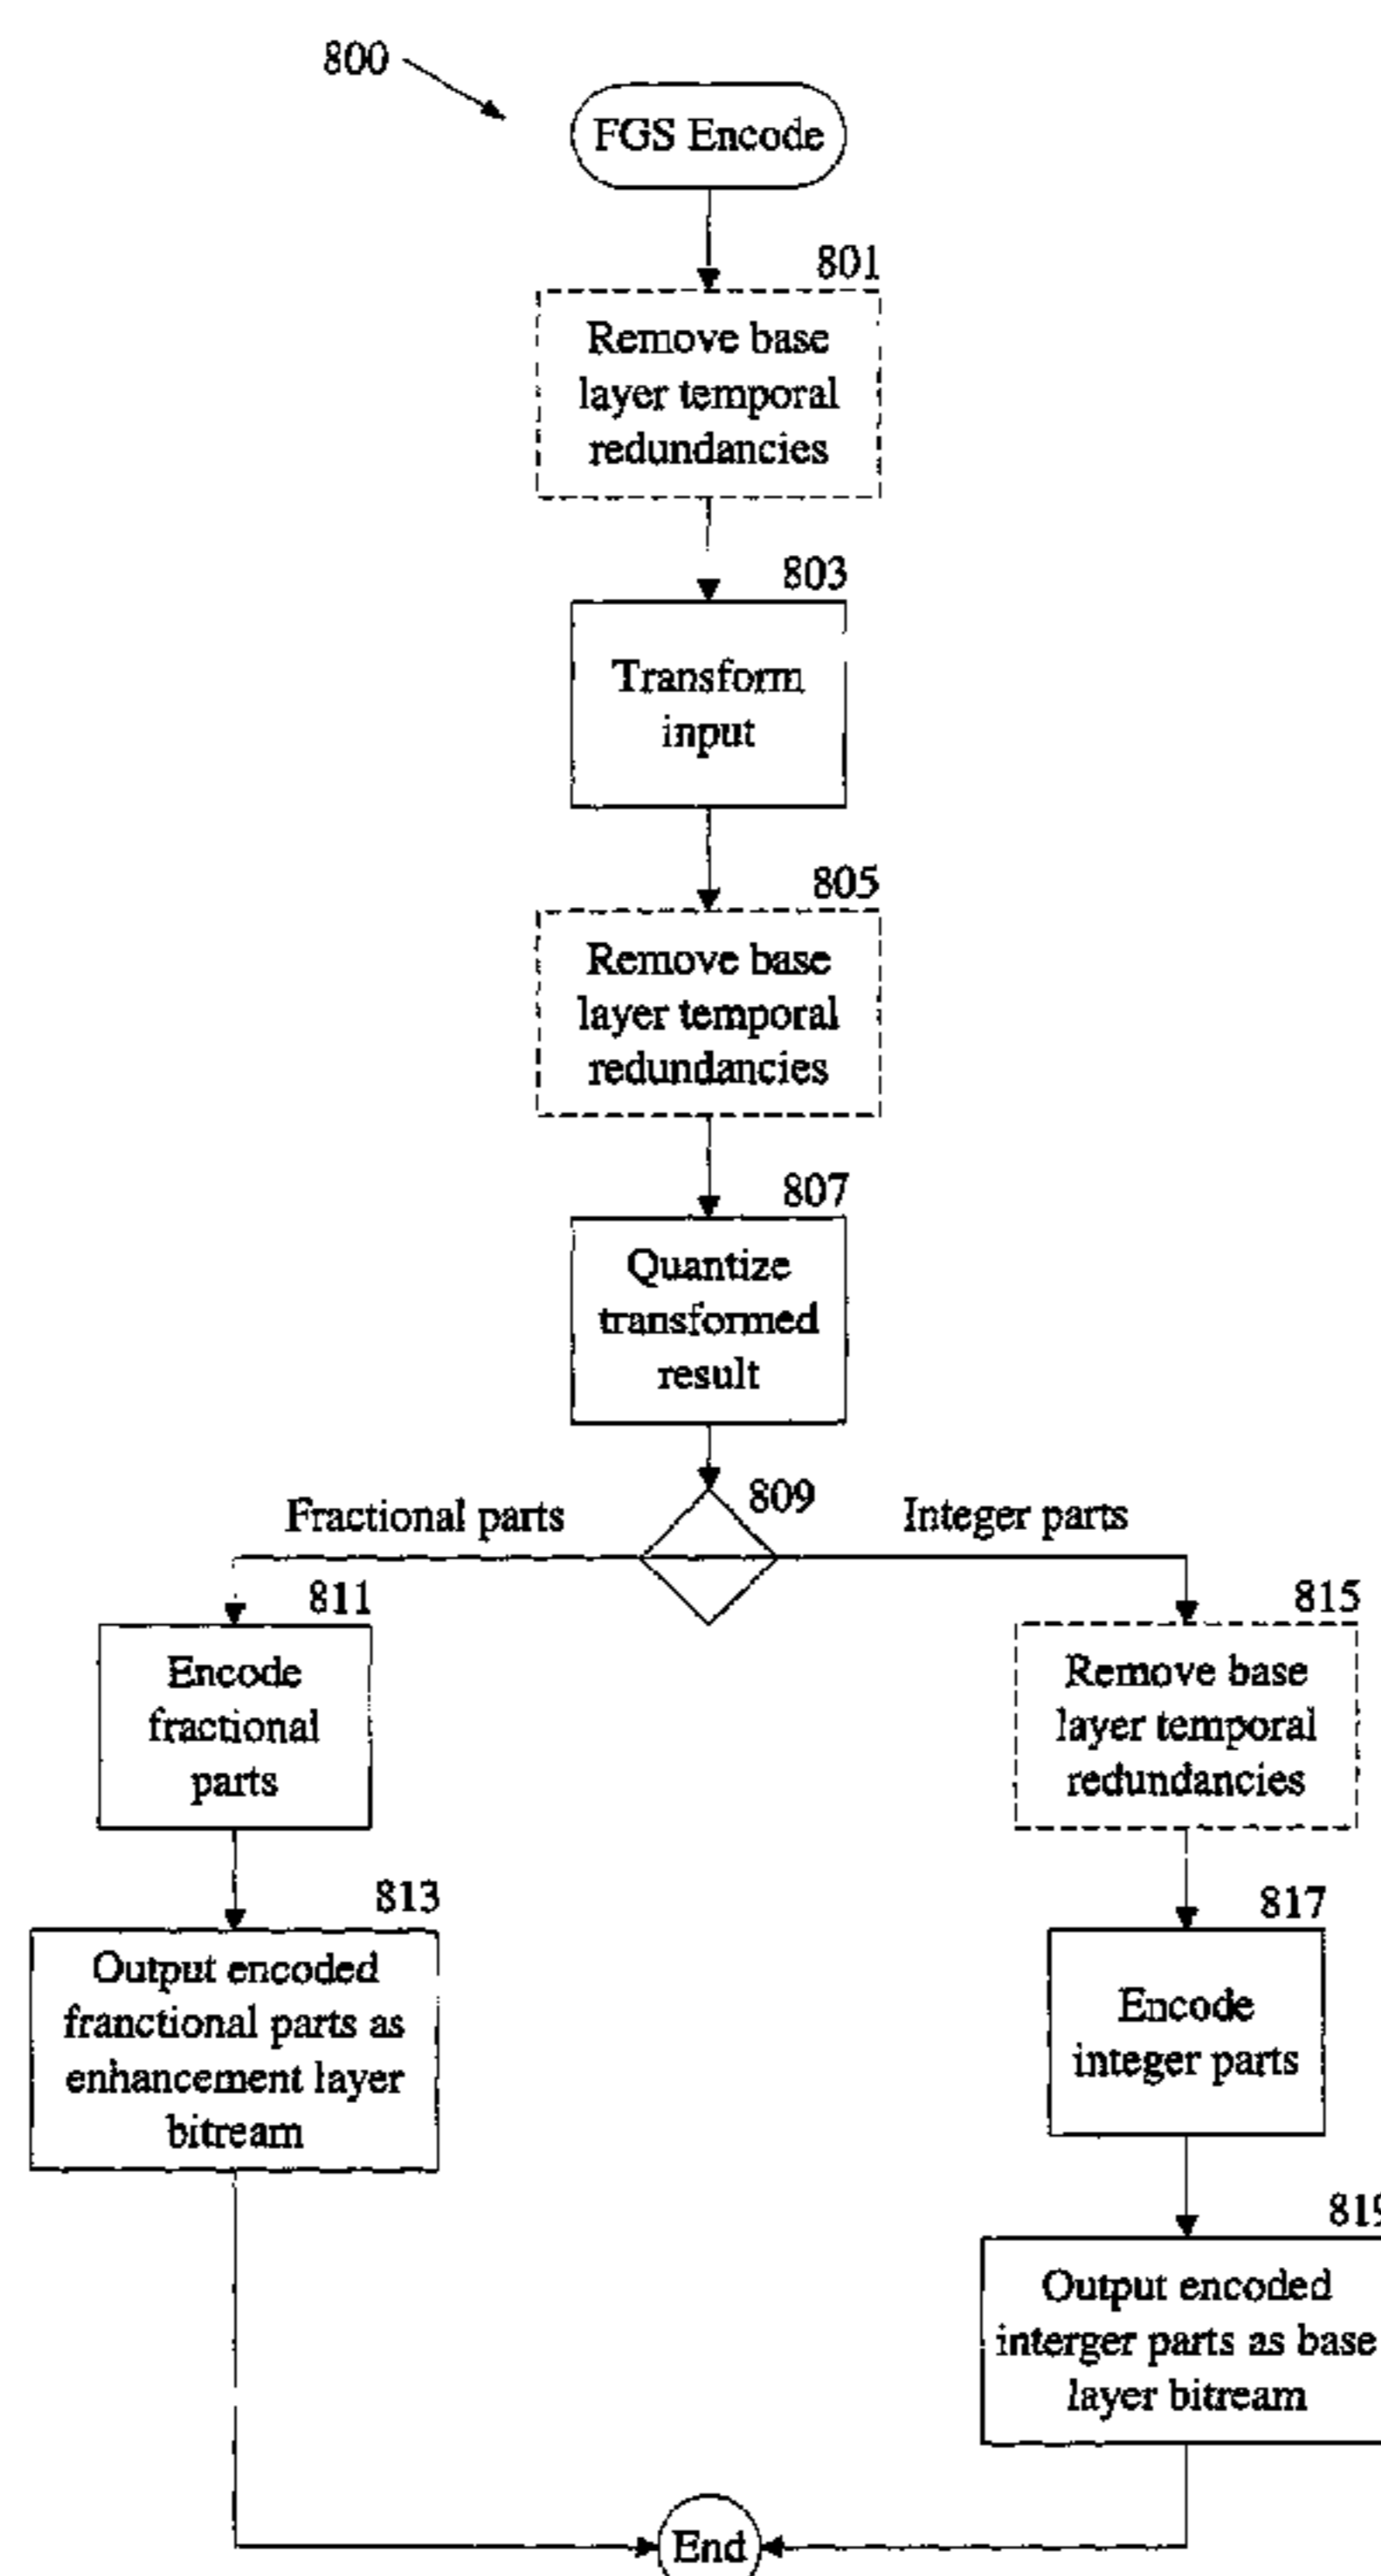 800
FGS Encode
801
Remove base
layer temporal
redundancies
803
Transform
input
805
Remove base
layer temporal
redundancies
807
Quantize
transformed
result
809
Fractional parts
Integer parts
811
Encode
fractional
parts
813
Output encoded
franctional parts as
enhancement layer
bitream
815
Remove base
layer temporal
redundancies
817
Encode
integer parts
819
Output encoded
interger parts as base
layer bitream
End